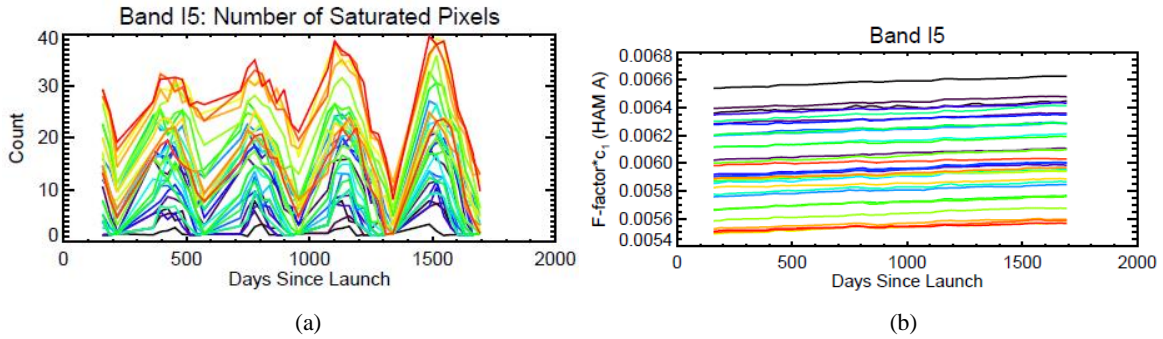 Band I5: Number of Saturated Pixels
40
30
20
10
0
Count
0 500 1000 1500 2000
Days Since Launch
(a)
Band I5
0.0068
0.0066
0.0064
0.0062
0.0060
0.0058
0.0056
0.0054
F-factor*c₁ (HAM A)
0 500 1000 1500 2000
Days Since Launch
(b)